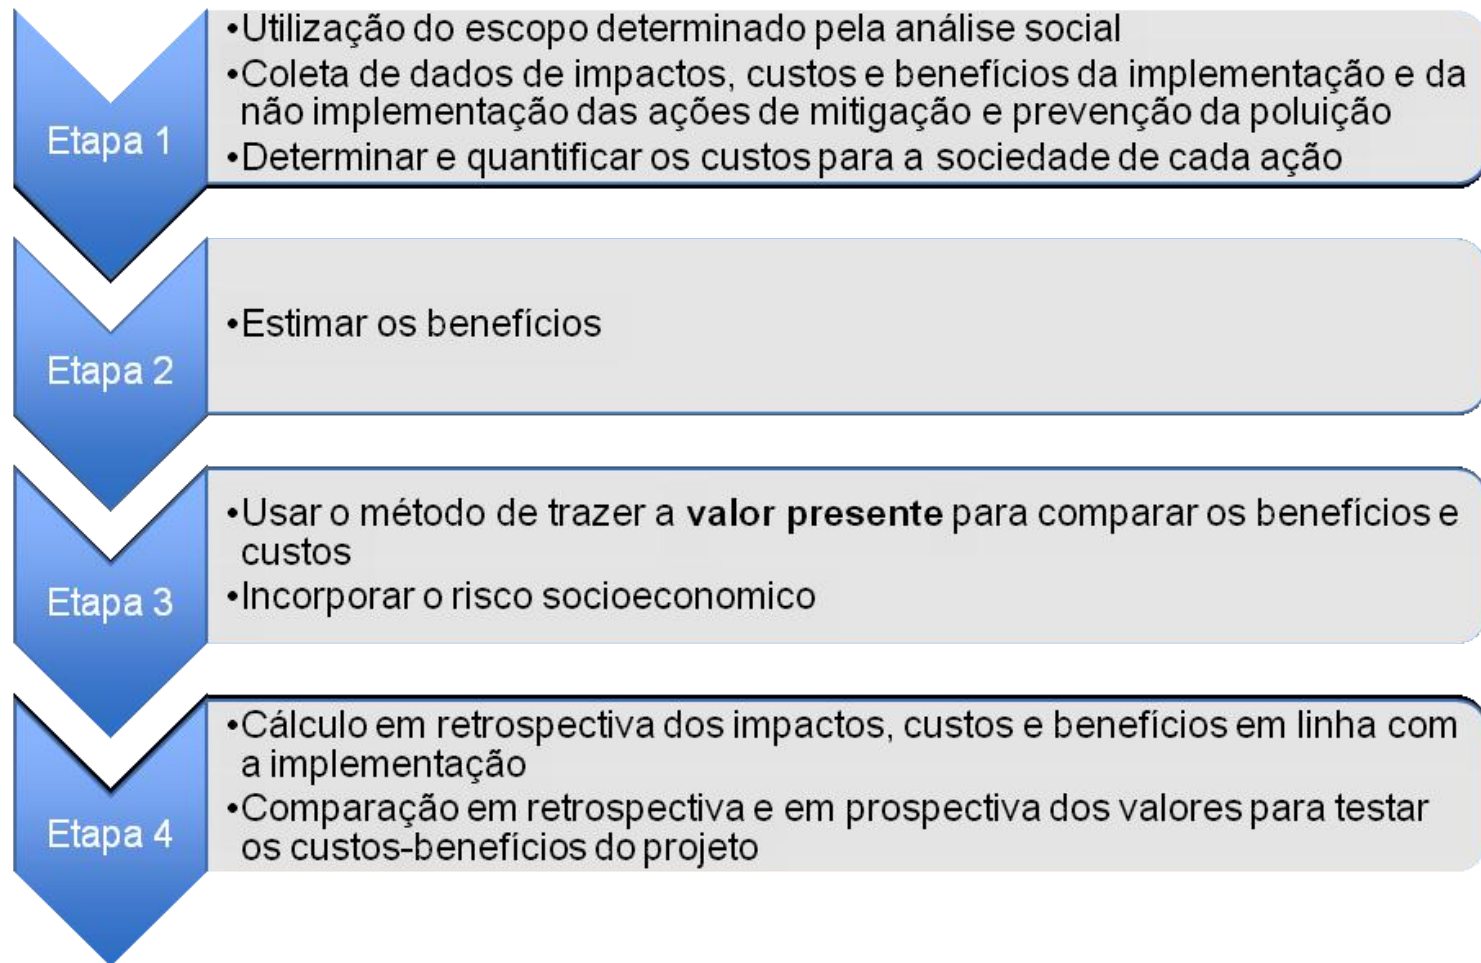 Etapa 1
•Utilização do escopo determinado pela análise social
•Coleta de dados de impactos, custos e benefícios da implementação e da
não implementação das ações de mitigação e prevenção da poluição
•Determinar e quantificar os custos para a sociedade de cada ação
Etapa 2
•Estimar os benefícios
Etapa 3
•Usar o método de trazer a valor presente para comparar os benefícios e
custos
•Incorporar o risco socioeconomico
Etapa 4
•Cálculo em retrospectiva dos impactos, custos e benefícios em linha com
a implementação
•Comparação em retrospectiva e em prospectiva dos valores para testar
os custos-benefícios do projeto